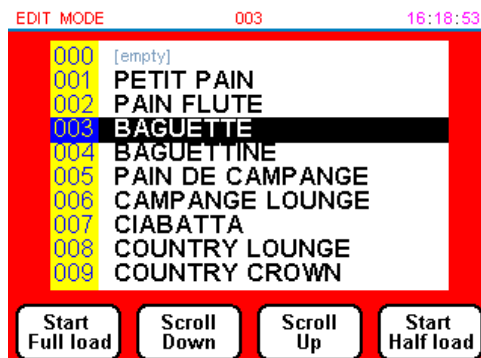 EDIT MODE 003 16:18:53
000 [empty]
001 PETIT PAIN
002 PAIN FLUTE
003 BAGUETTE
004 BAGUETTINE
005 PAIN DE CAMPANGE
006 CAMPANGE LOUNGE
007 CIABATTA
008 COUNTRY LOUNGE
009 COUNTRY CROWN
Start Full load
Scroll Down
Scroll Up
Start Half load